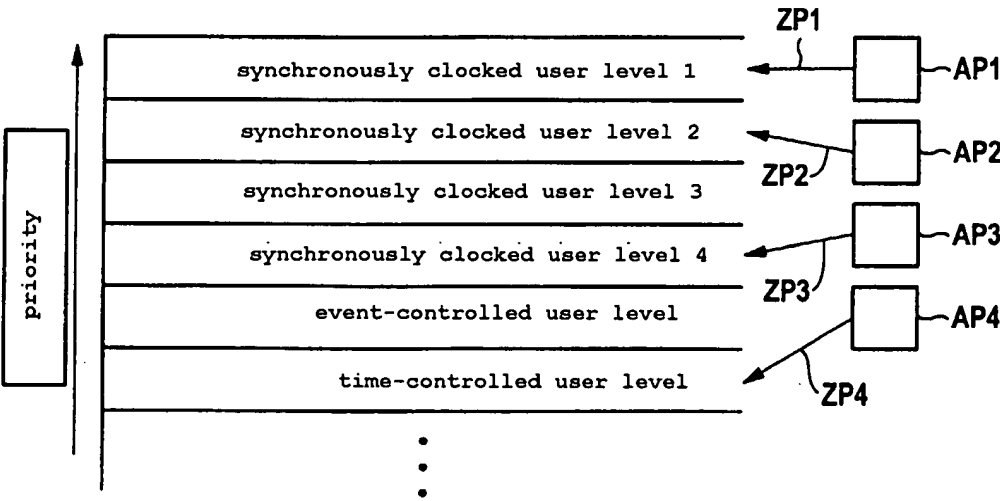 ZP1
synchronously clocked user level 1
AP1
synchronously clocked user level 2
AP2
ZP2
synchronously clocked user level 3
priority
AP3
synchronously clocked user level 4
ZP3
event-controlled user level
AP4
time-controlled user level
ZP4